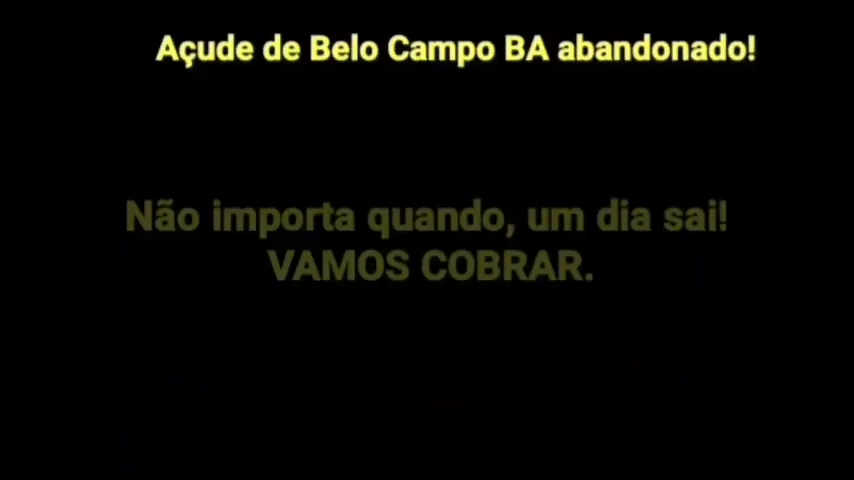 Açude de Belo Campo BA abandonado!
Não importa quando, um dia sai!
VAMOS COBRAR.